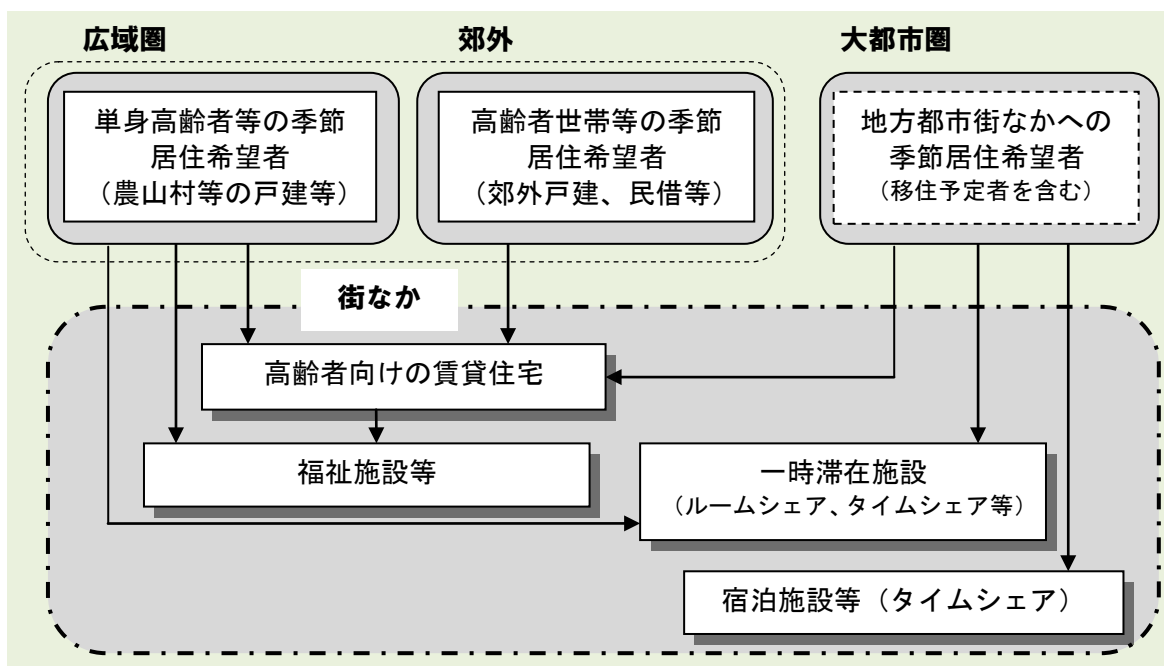 広域圏
郊外
大都市圏
単身高齢者等の季節
居住希望者
（農山村等の戸建等）
高齢者世帯等の季節
居住希望者
（郊外戸建、民借等）
地方都市街なかへの
季節居住希望者
（移住予定者を含む）
街なか
高齢者向けの賃貸住宅
福祉施設等
一時滞在施設
（ルームシェア、タイムシェア等）
宿泊施設等（タイムシェア）